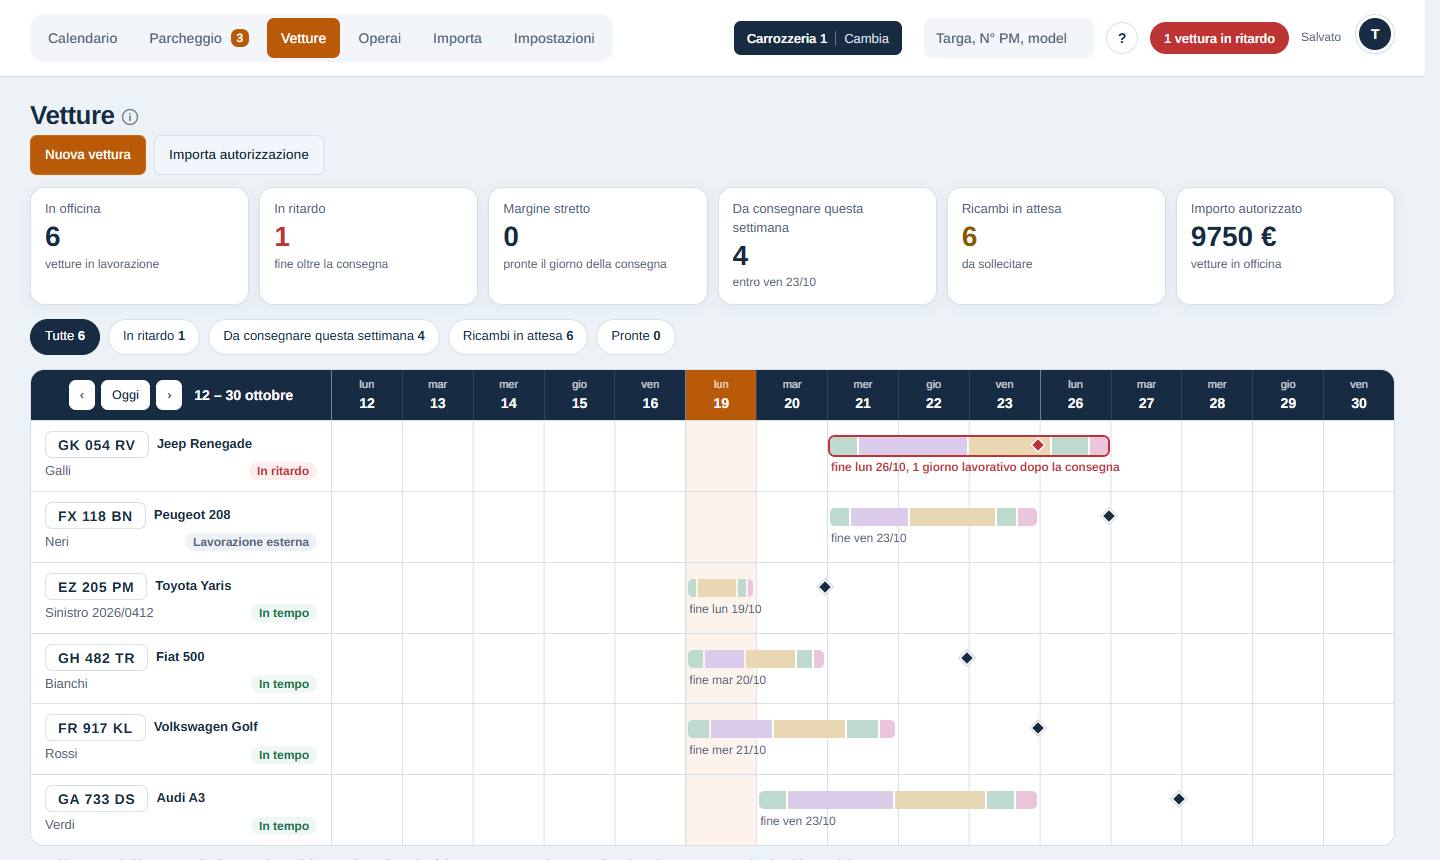 Calendario Parcheggio 3 Vetture Operai Importa Impostazioni Carrozzeria 1 Cambia Targa, N° PM, model ? 1 vettura in ritardo Salvato T
Vetture
Nuova vettura Importa autorizzazione
In officina
6
vetture in lavorazione
In ritardo
1
fine oltre la consegna
Margine stretto
0
pronte il giorno della consegna
Da consegnare questa
settimana
4
entro ven 23/10
Ricambi in attesa
6
da sollecitare
Importo autorizzato
9750 €
vetture in officina
Tutte 6 In ritardo 1 Da consegnare questa settimana 4 Ricambi in attesa 6 Pronte 0
‹ Oggi › 12 – 30 ottobre
lun mar mer gio ven lun mar mer gio ven lun mar mer gio ven
12 13 14 15 16 19 20 21 22 23 26 27 28 29 30
GK 054 RV Jeep Renegade
Galli In ritardo
fine lun 26/10, 1 giorno lavorativo dopo la consegna
FX 118 BN Peugeot 208
Neri Lavorazione esterna
fine ven 23/10
EZ 205 PM Toyota Yaris
Sinistro 2026/0412 In tempo
fine lun 19/10
GH 482 TR Fiat 500
Bianchi In tempo
fine mar 20/10
FR 917 KL Volkswagen Golf
Rossi In tempo
fine mer 21/10
GA 733 DS Audi A3
Verdi In tempo
fine ven 23/10